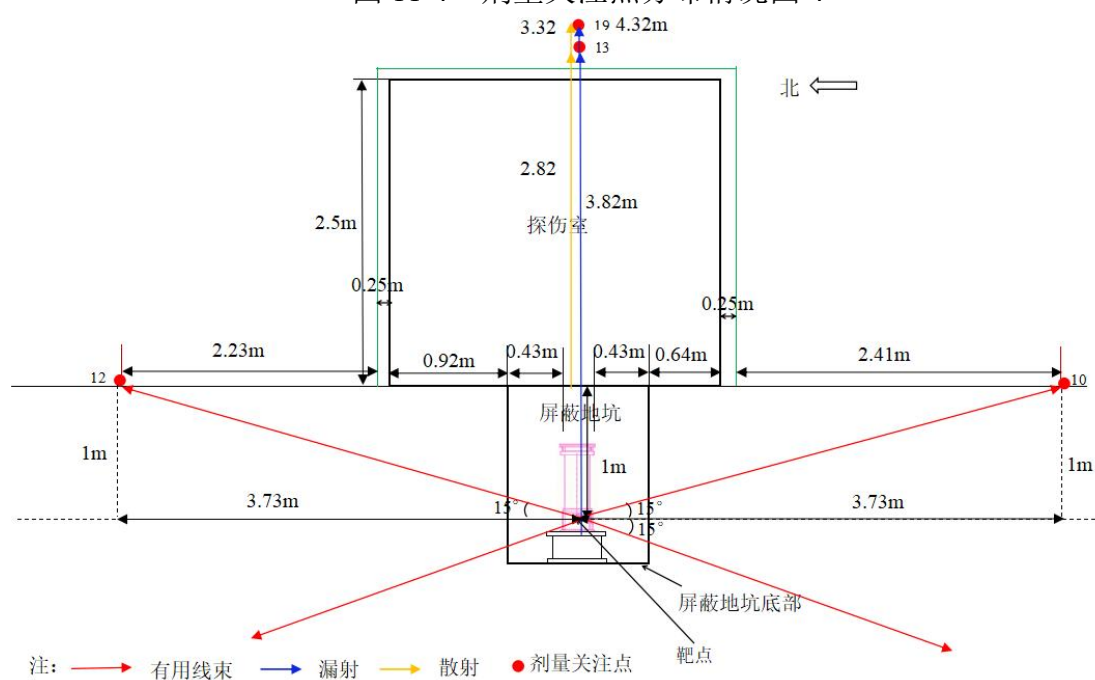 3.32
19 4.32m
13
北
2.82
3.82m
探伤室
2.5m
0.25m
0.25m
2.23m
0.92m
0.43m
0.43m
0.64m
2.41m
12
10
屏蔽地坑
1m
1m
1m
3.73m
15°
15°
3.73m
15°
屏蔽地坑底部
靶点
注:
有用线束
漏射
散射
剂量关注点